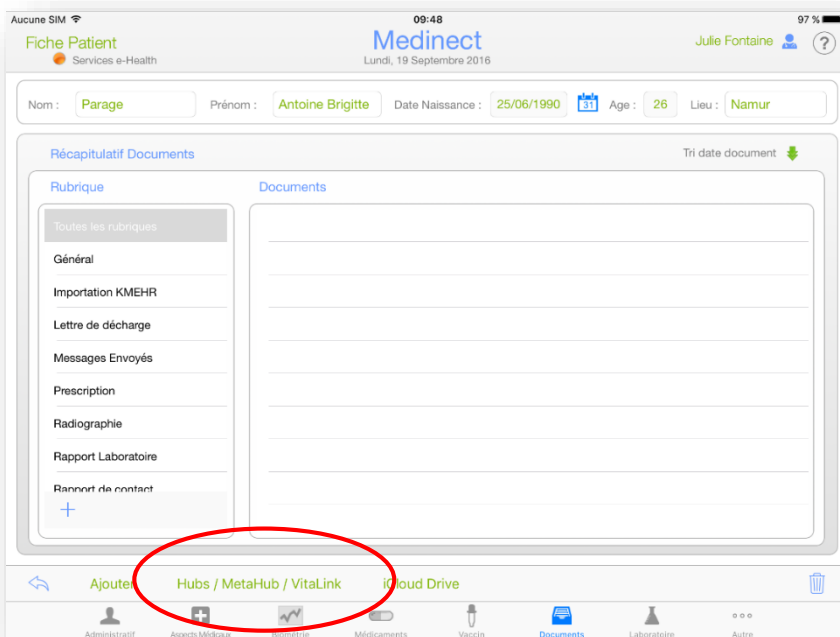 Aucune SIM 09:48 97 %
Fiche Patient Medinect Julie Fontaine ?
Services e-Health Lundi, 19 Septembre 2016
Nom : Parage Prénom : Antoine Brigitte Date Naissance : 25/06/1990 31 Age : 26 Lieu : Namur
Récapitulatif Documents Tri date document
Rubrique Documents
Toutes les rubriques
Général
Importation KMEHR
Lettre de décharge
Messages Envoyés
Prescription
Radiographie
Rapport Laboratoire
Rapport de contact
+
Ajouter Hubs / MetaHub / VitaLink iCloud Drive
Administratif Aspects Médicaux Biométrie Médicaments Vaccin Documents Laboratoire Autre